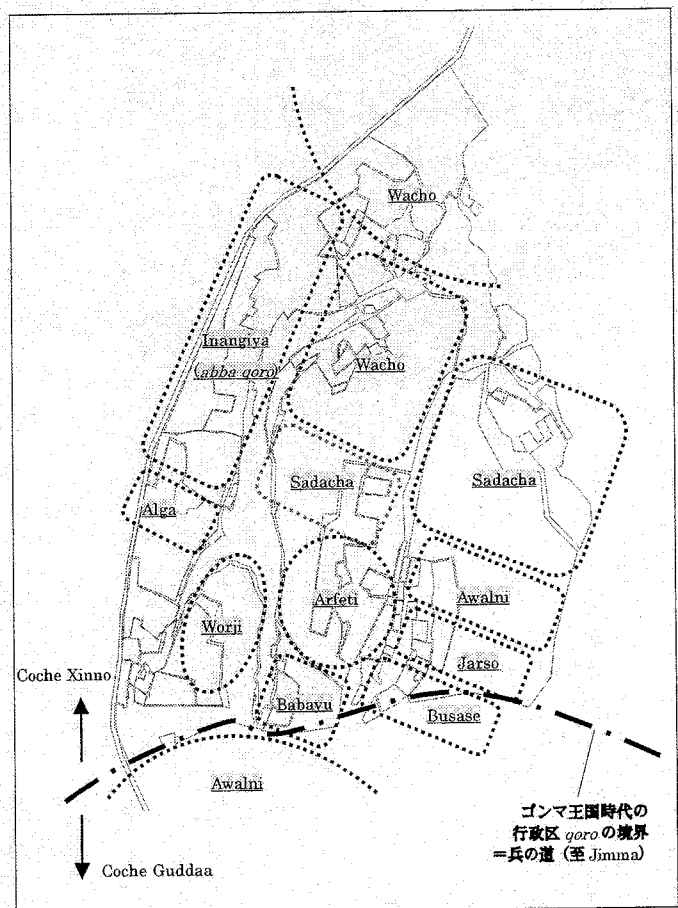 Wacho
Inangiya
(abba qoro)
Wacho
Sadacha
Sadacha
Alga
Worji
Arfeti
Awalni
Jarso
Coche Xinno
Babayu
Busase
Awalni
ゴンマ王国時代の
行政区 qoro の境界
=兵の道（至 Jimma）
Coche Guddaa